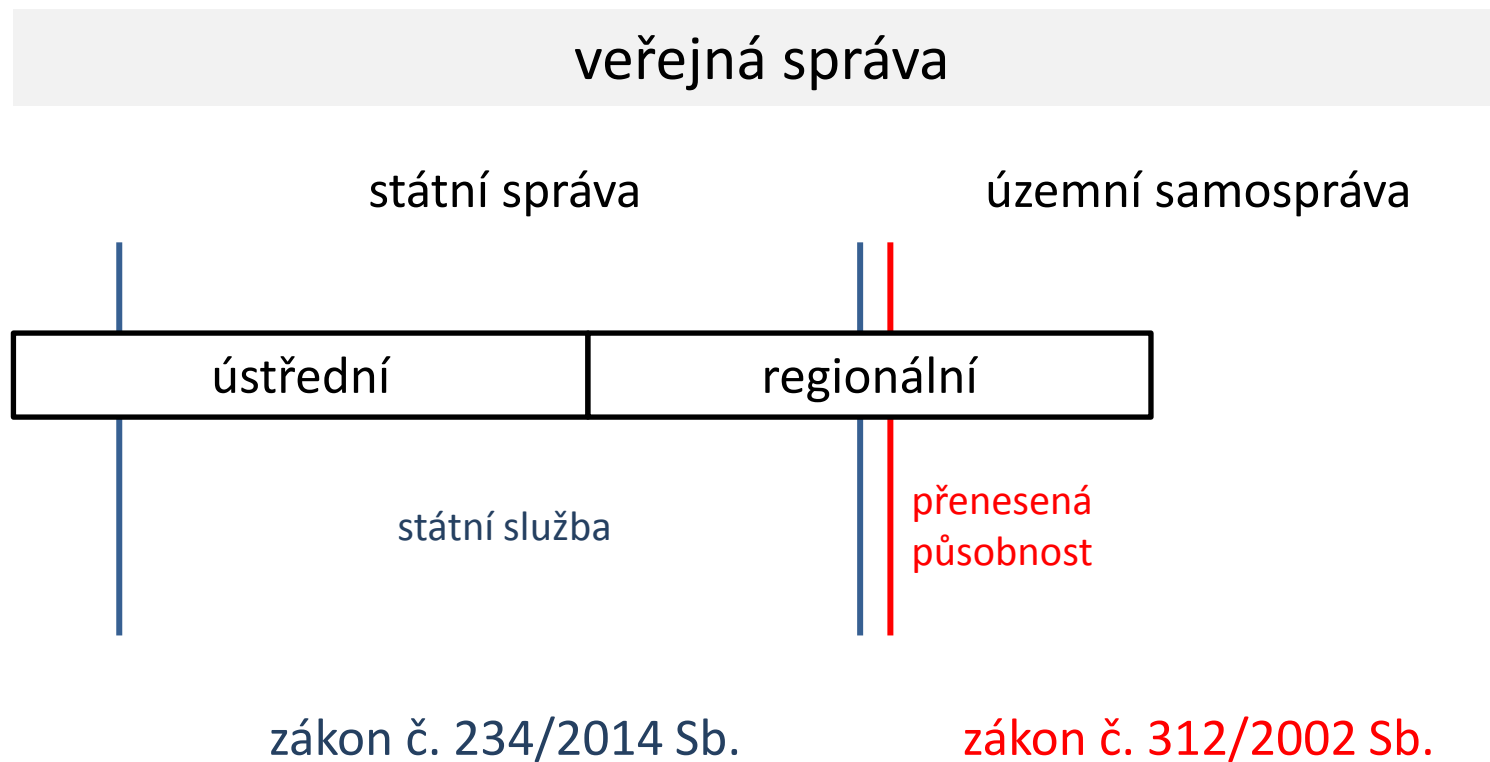 veřejná správa
státní správa
územní samospráva
ústřední
regionální
státní služba
přenesená
působnost
zákon č. 234/2014 Sb.
zákon č. 312/2002 Sb.